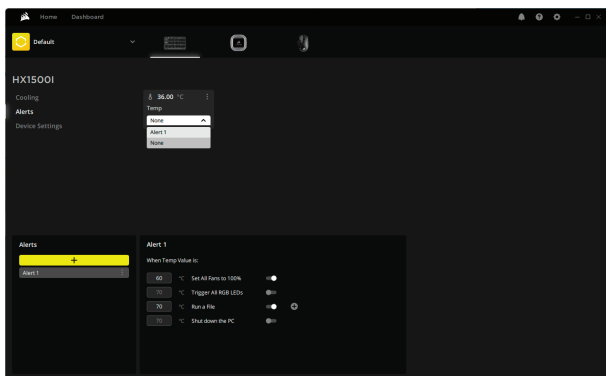 Home Dashboard
Default
HX1500I
Cooling
Alerts
Device Settings
36.00 °C
Temp
None
Alert 1
None
Alerts
+
Alert 1
Alert 1
When Temp Value is:
60 °C Set All Fans to 100%
70 °C Trigger All RGB LEDs
70 °C Run a File
70 °C Shut down the PC